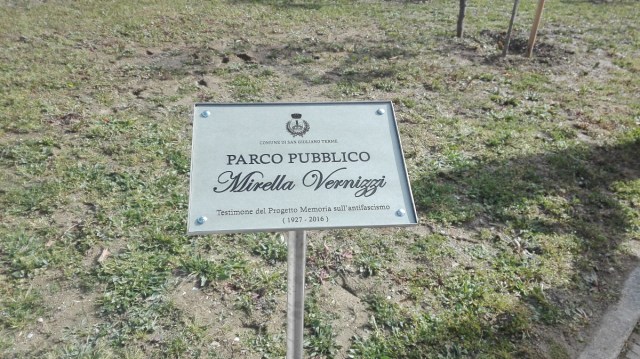 COMUNE DI SAN GIULIANO TERME
PARCO PUBBLICO
Mirella Vernizzi
Testimone del Progetto Memoria sull'antifascismo
( 1927 - 2016 )